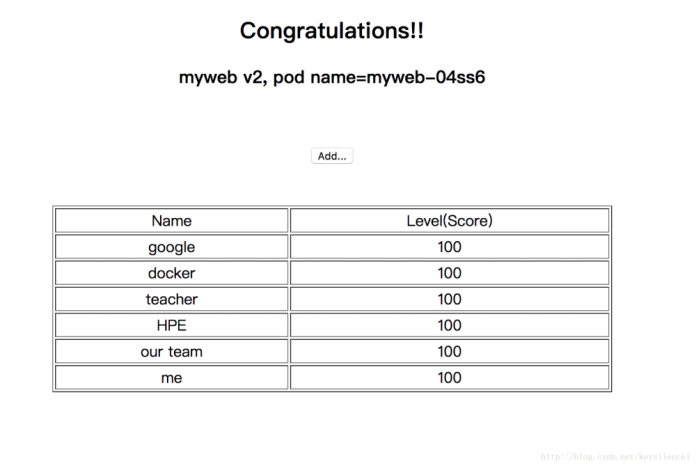 Congratulations!!
myweb v2, pod name=myweb-04ss6
Add...
Name Level(Score)
google 100
docker 100
teacher 100
HPE 100
our team 100
me 100
http://blog.csdn.net/keysilence1